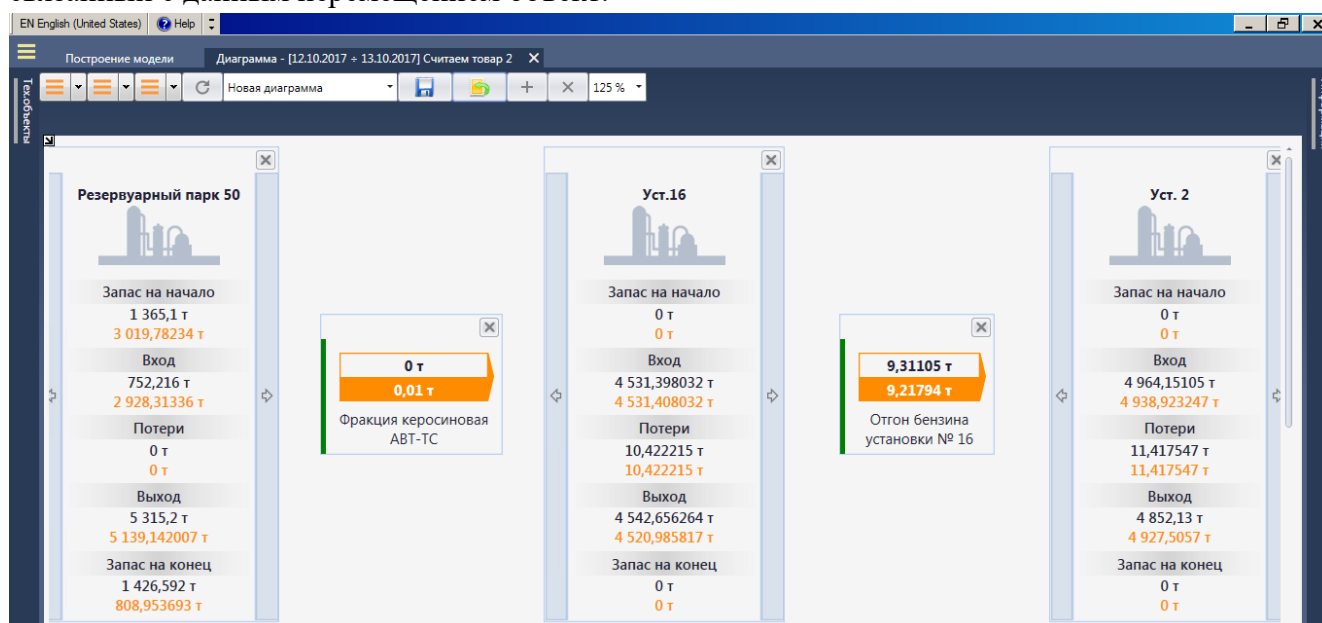 EN English (United States) Help
Построение модели Диаграмма - [12.10.2017 ÷ 13.10.2017] Считаем товар 2
Тех.объекты
Новая диаграмма 125 %
Резервуарный парк 50
Запас на начало
1 365,1 т
3 019,78234 т
Вход
752,216 т
2 928,31336 т
Потери
0 т
0 т
Выход
5 315,2 т
5 139,142007 т
Запас на конец
1 426,592 т
808,953693 т
0 т
0,01 т
Фракция керосиновая
АВТ-ТС
Уст.16
Запас на начало
0 т
0 т
Вход
4 531,398032 т
4 531,408032 т
Потери
10,422215 т
10,422215 т
Выход
4 542,656264 т
4 520,985817 т
Запас на конец
0 т
0 т
9,31105 т
9,21794 т
Отгон бензина
установки № 16
Уст. 2
Запас на начало
0 т
0 т
Вход
4 964,15105 т
4 938,923247 т
Потери
11,417547 т
11,417547 т
Выход
4 852,13 т
4 927,5057 т
Запас на конец
0 т
0 т